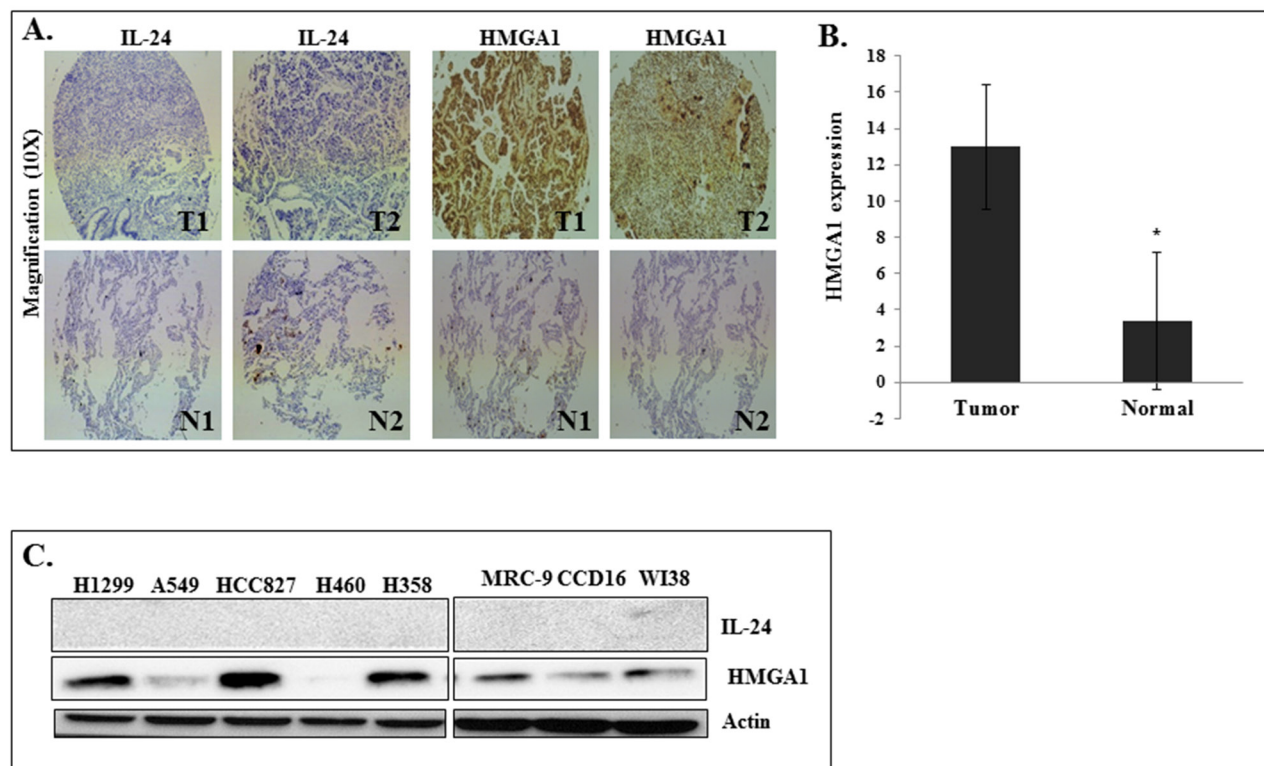 A.
IL-24 IL-24 HMGA1 HMGA1
Magnification (10X)
T1 T2 T1 T2
N1 N2 N1 N2
B.
HMGA1 expression
18
16
14
12
10
8
6
4
2
0
-2
*
Tumor Normal
C.
H1299 A549 HCC827 H460 H358 MRC-9 CCD16 WI38
IL-24
HMGA1
Actin